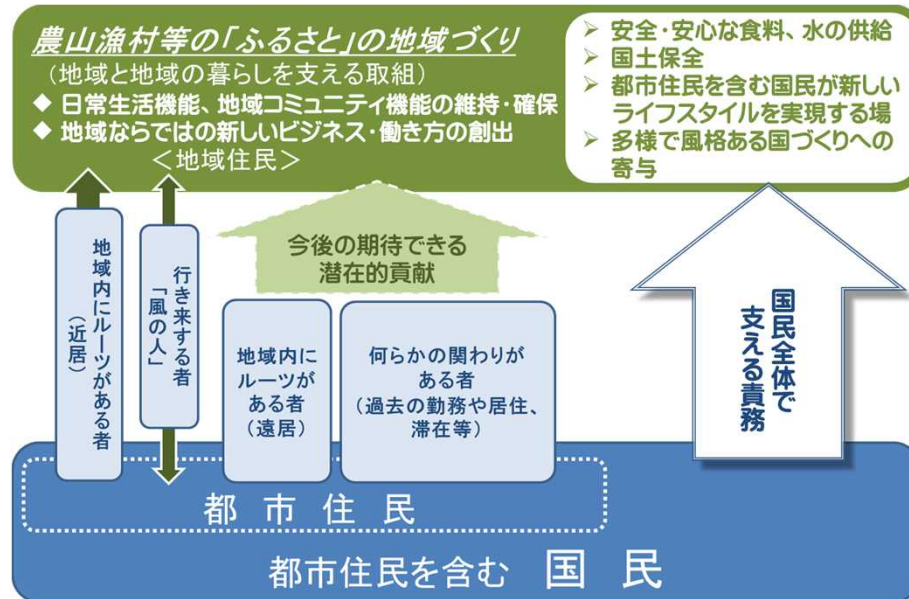 農山漁村等の「ふるさと」の地域づくり
（地域と地域の暮らしを支える取組）
◆ 日常生活機能、地域コミュニティ機能の維持・確保
◆ 地域ならではの新しいビジネス・働き方の創出
＜地域住民＞
➢ 安全・安心な食料、水の供給
➢ 国土保全
➢ 都市住民を含む国民が新しい
ライフスタイルを実現する場
➢ 多様で風格ある国づくりへの
寄与
地域内にルーツがある者
（近居）
行き来する者
「風の人」
今後の期待できる
潜在的貢献
地域内に
ルーツが
ある者
（遠居）
何らかの関わりが
ある者
（過去の勤務や居住、
滞在等）
国民全体で
支える責務
都市住民
都市住民を含む 国民